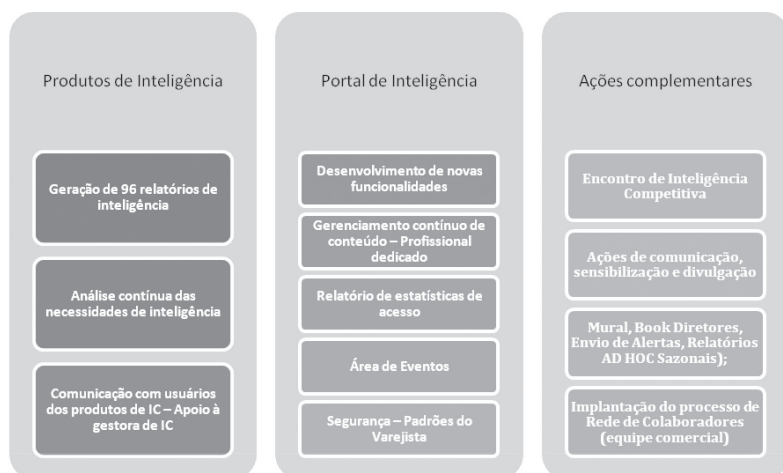 Produtos de Inteligência
Geração de 96 relatórios de
inteligência
Análise contínua das
necessidades de inteligência
Comunicação com usuários
dos produtos de IC – Apoio à
gestora de IC
Portal de Inteligência
Desenvolvimento de novas
funcionalidades
Gerenciamento contínuo de
conteúdo – Profissional
dedicado
Relatório de estatísticas de
acesso
Área de Eventos
Segurança – Padrões do
Varejista
Ações complementares
Encontro de Inteligência
Competitiva
Ações de comunicação,
sensibilização e divulgação
Mural, Book Diretores,
Envio de Alertas, Relatórios
AD HOC Sazonais);
Implantação do processo de
Rede de Colaboradores
(equipe comercial)